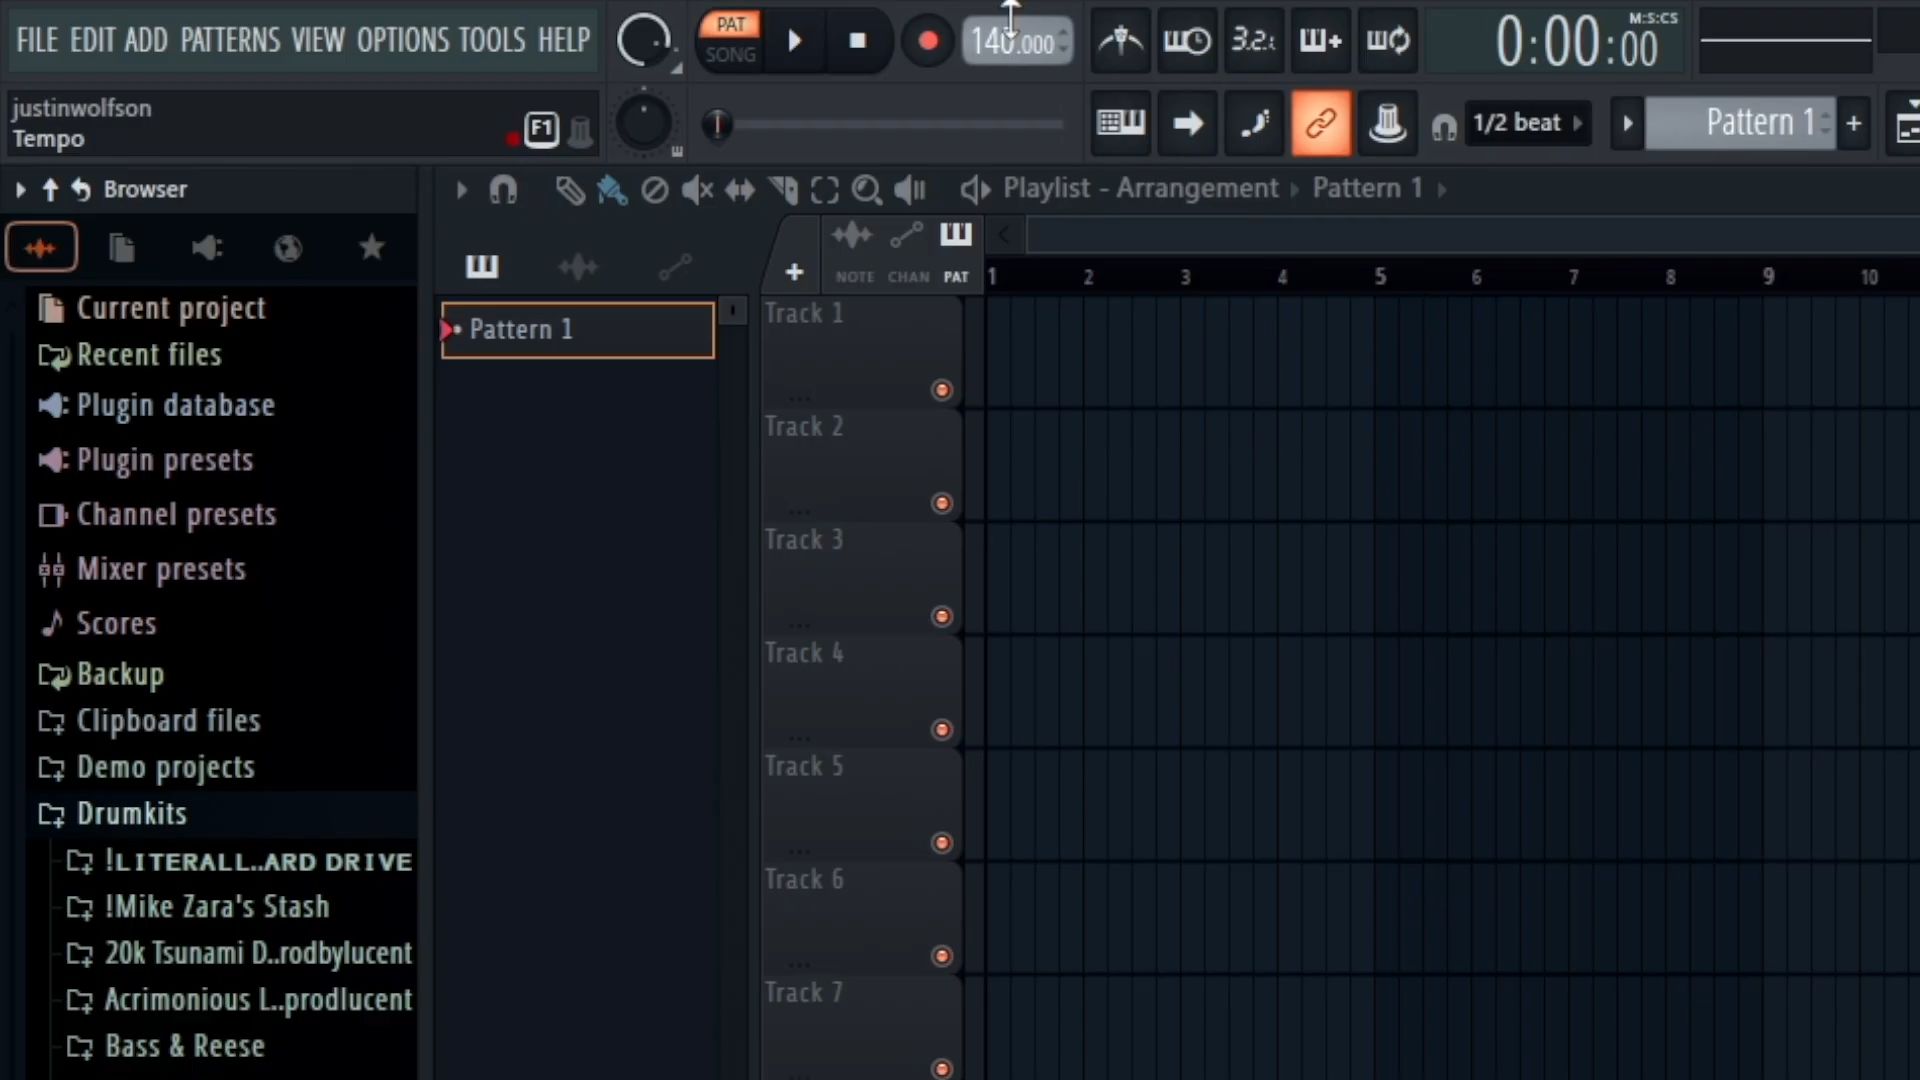 FILE EDIT ADD PATTERNS VIEW OPTIONS TOOLS HELP
PAT
SONG
140.000
3.2.1
M:S:CS
0:00:00
justinwolfson
Tempo
F1
1/2 beat
Pattern 1
Browser
Playlist - Arrangement
Pattern 1
NOTE CHAN PAT
1 2 3 4 5 6 7 8 9 10
Current project
Recent files
Plugin database
Plugin presets
Channel presets
Mixer presets
Scores
Backup
Clipboard files
Demo projects
Drumkits
!LITERALL..ARD DRIVE
!Mike Zara's Stash
20k Tsunami D..rodbylucent
Acrimonious L..prodlucent
Bass & Reese
Pattern 1
Track 1
Track 2
Track 3
Track 4
Track 5
Track 6
Track 7